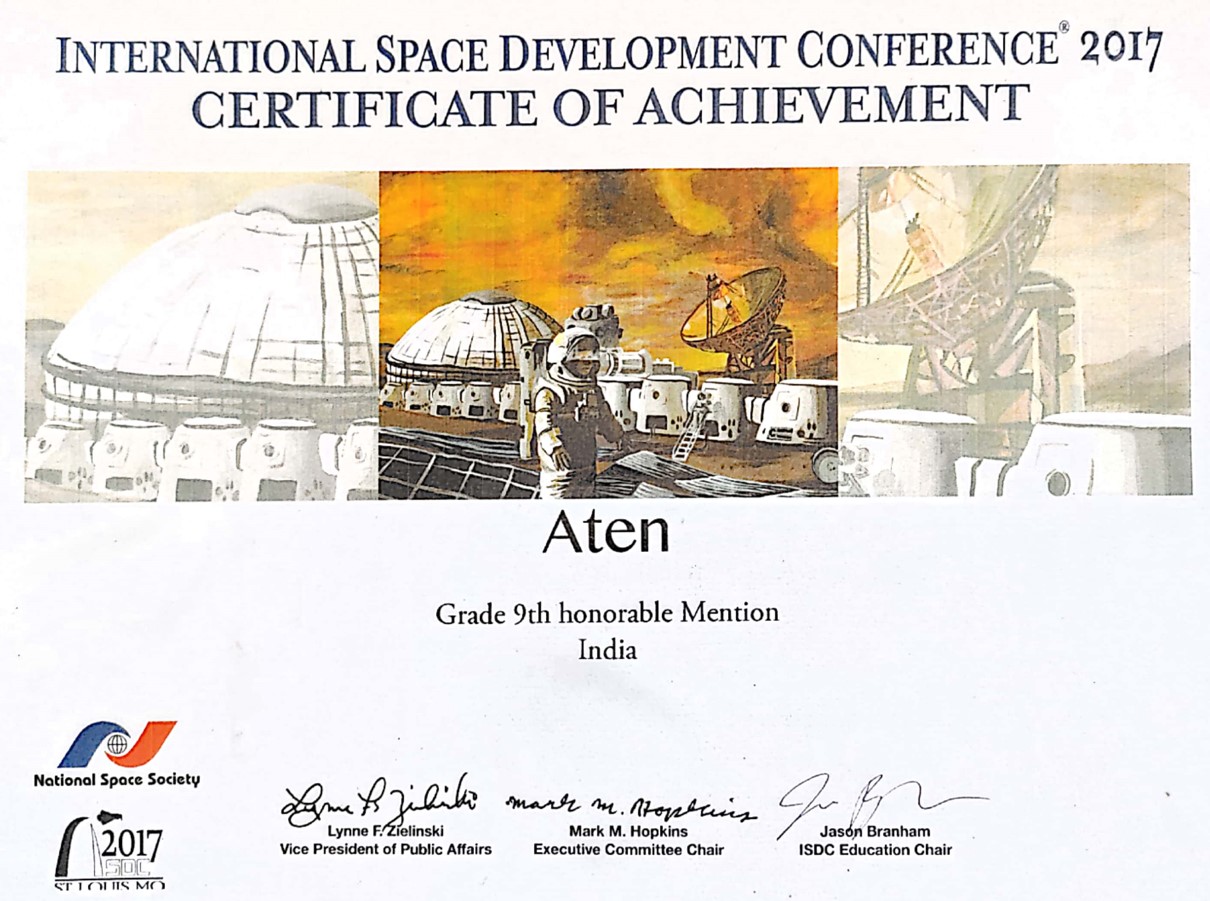 INTERNATIONAL SPACE DEVELOPMENT CONFERENCE® 2017
CERTIFICATE OF ACHIEVEMENT
Aten
Grade 9th honorable Mention
India
National Space Society
2017
ISDC
ST LOUIS MO
Lynne F. Zielinski
Mark M. Hopkins
Lynne F. Zielinski
Vice President of Public Affairs
Mark M. Hopkins
Executive Committee Chair
Jason Branham
ISDC Education Chair